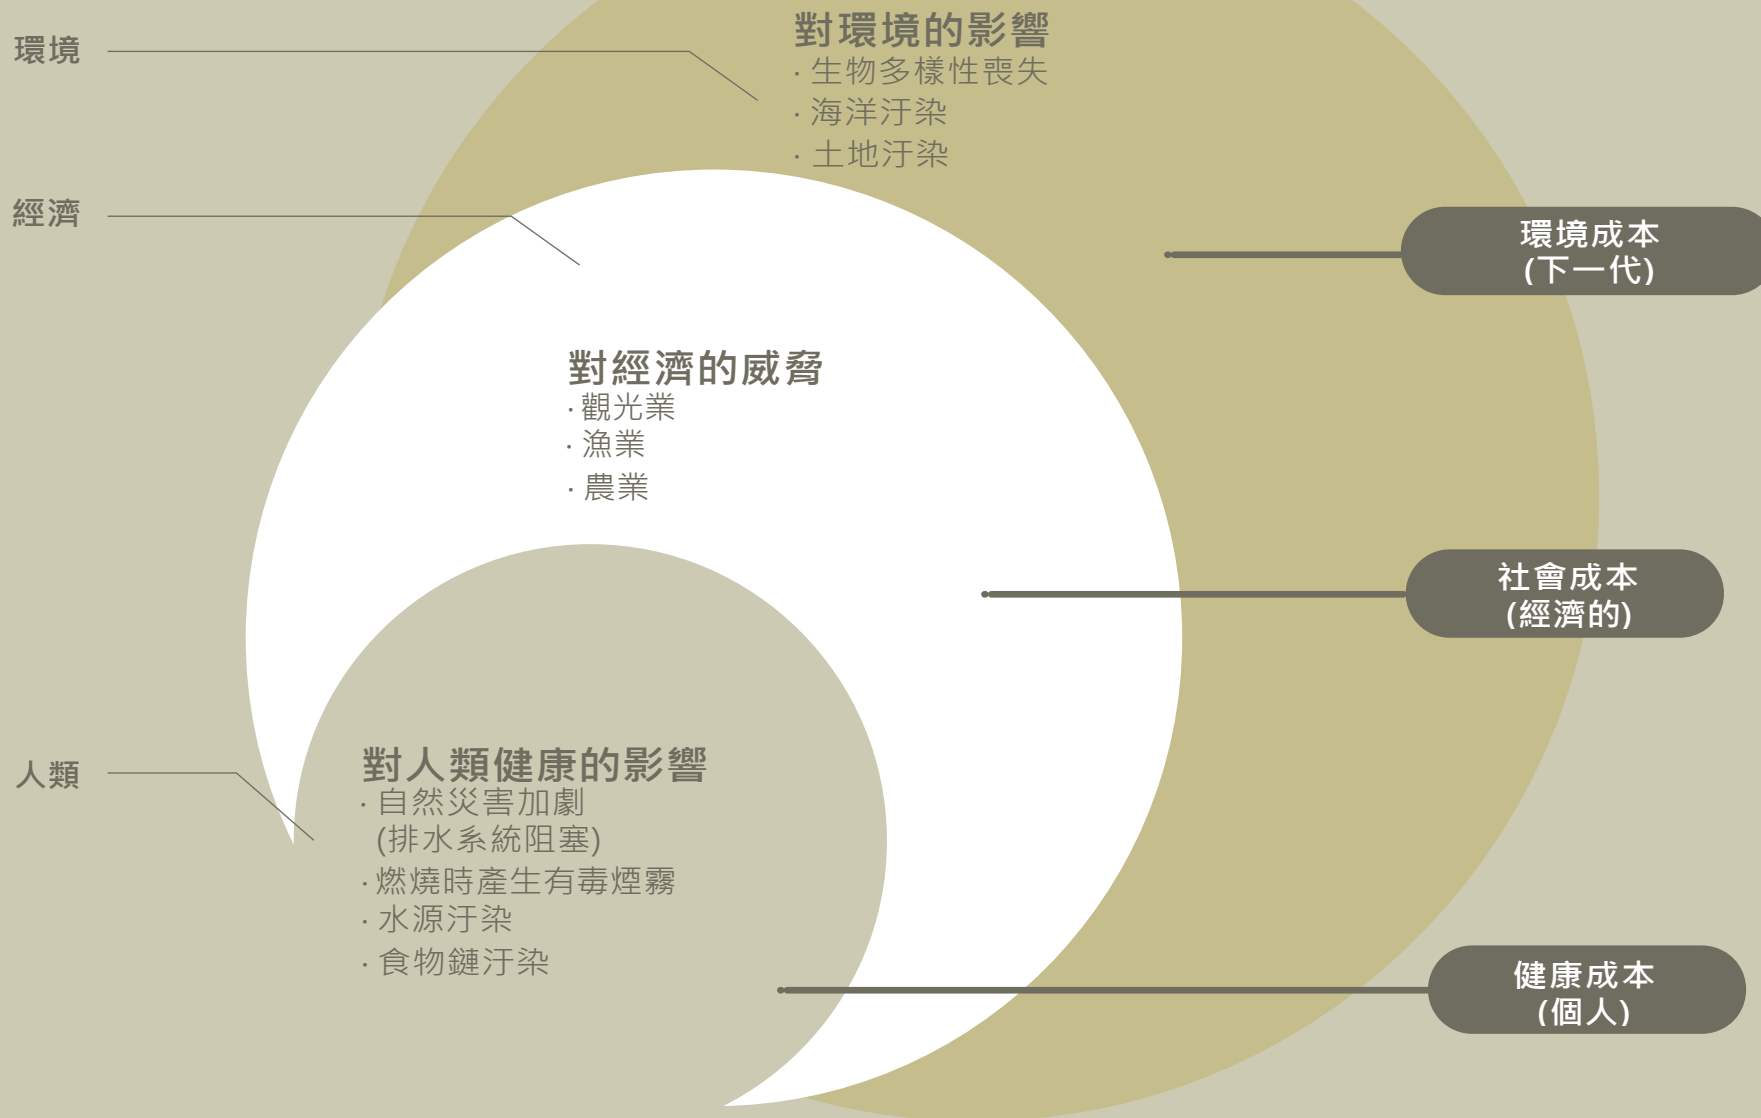 環境
對環境的影響
· 生物多樣性喪失
· 海洋汙染
· 土地汙染
經濟
環境成本
(下一代)
對經濟的威脅
· 觀光業
· 漁業
· 農業
社會成本
(經濟的)
人類
對人類健康的影響
· 自然災害加劇
(排水系統阻塞)
· 燃燒時產生有毒煙霧
· 水源汙染
· 食物鏈汙染
健康成本
(個人)